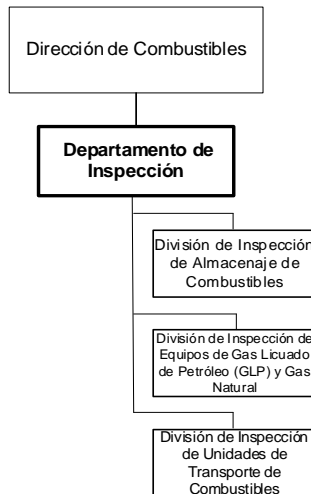 Dirección de Combustibles
Departamento de
Inspección
División de Inspección
de Almacenaje de
Combustibles
División de Inspección de
Equipos de Gas Licuado
de Petróleo (GLP) y Gas
Natural
División de Inspección
de Unidades de
Transporte de
Combustibles